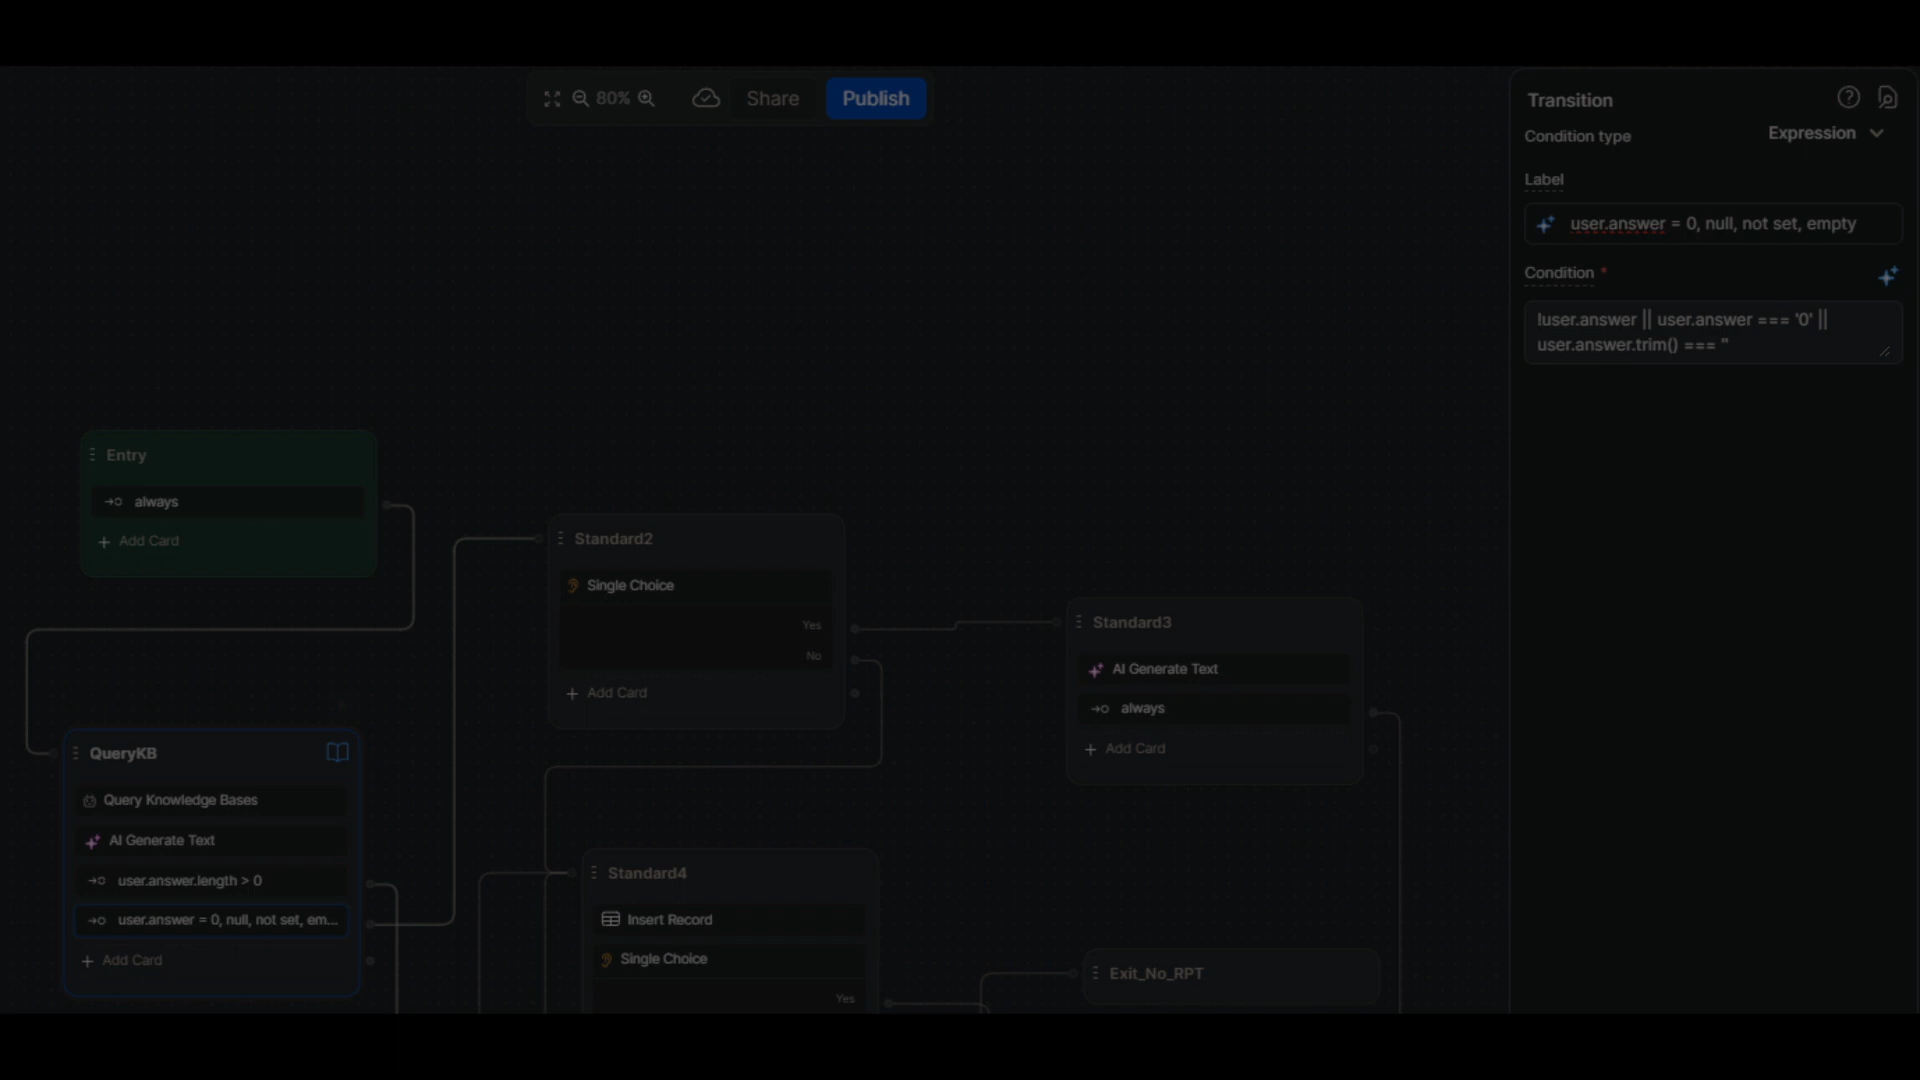 80%
Share
Publish
Transition
Condition type
Expression
Label
user.answer = 0, null, not set, empty
Condition *
!user.answer || user.answer === '0' ||
user.answer.trim() === ''
Entry
always
Add Card
Standard2
Single Choice
Yes
No
Add Card
Standard3
AI Generate Text
always
Add Card
QueryKB
Query Knowledge Bases
AI Generate Text
user.answer.length > 0
user.answer = 0, null, not set, em...
Add Card
Standard4
Insert Record
Single Choice
Yes
Exit_No_RPT